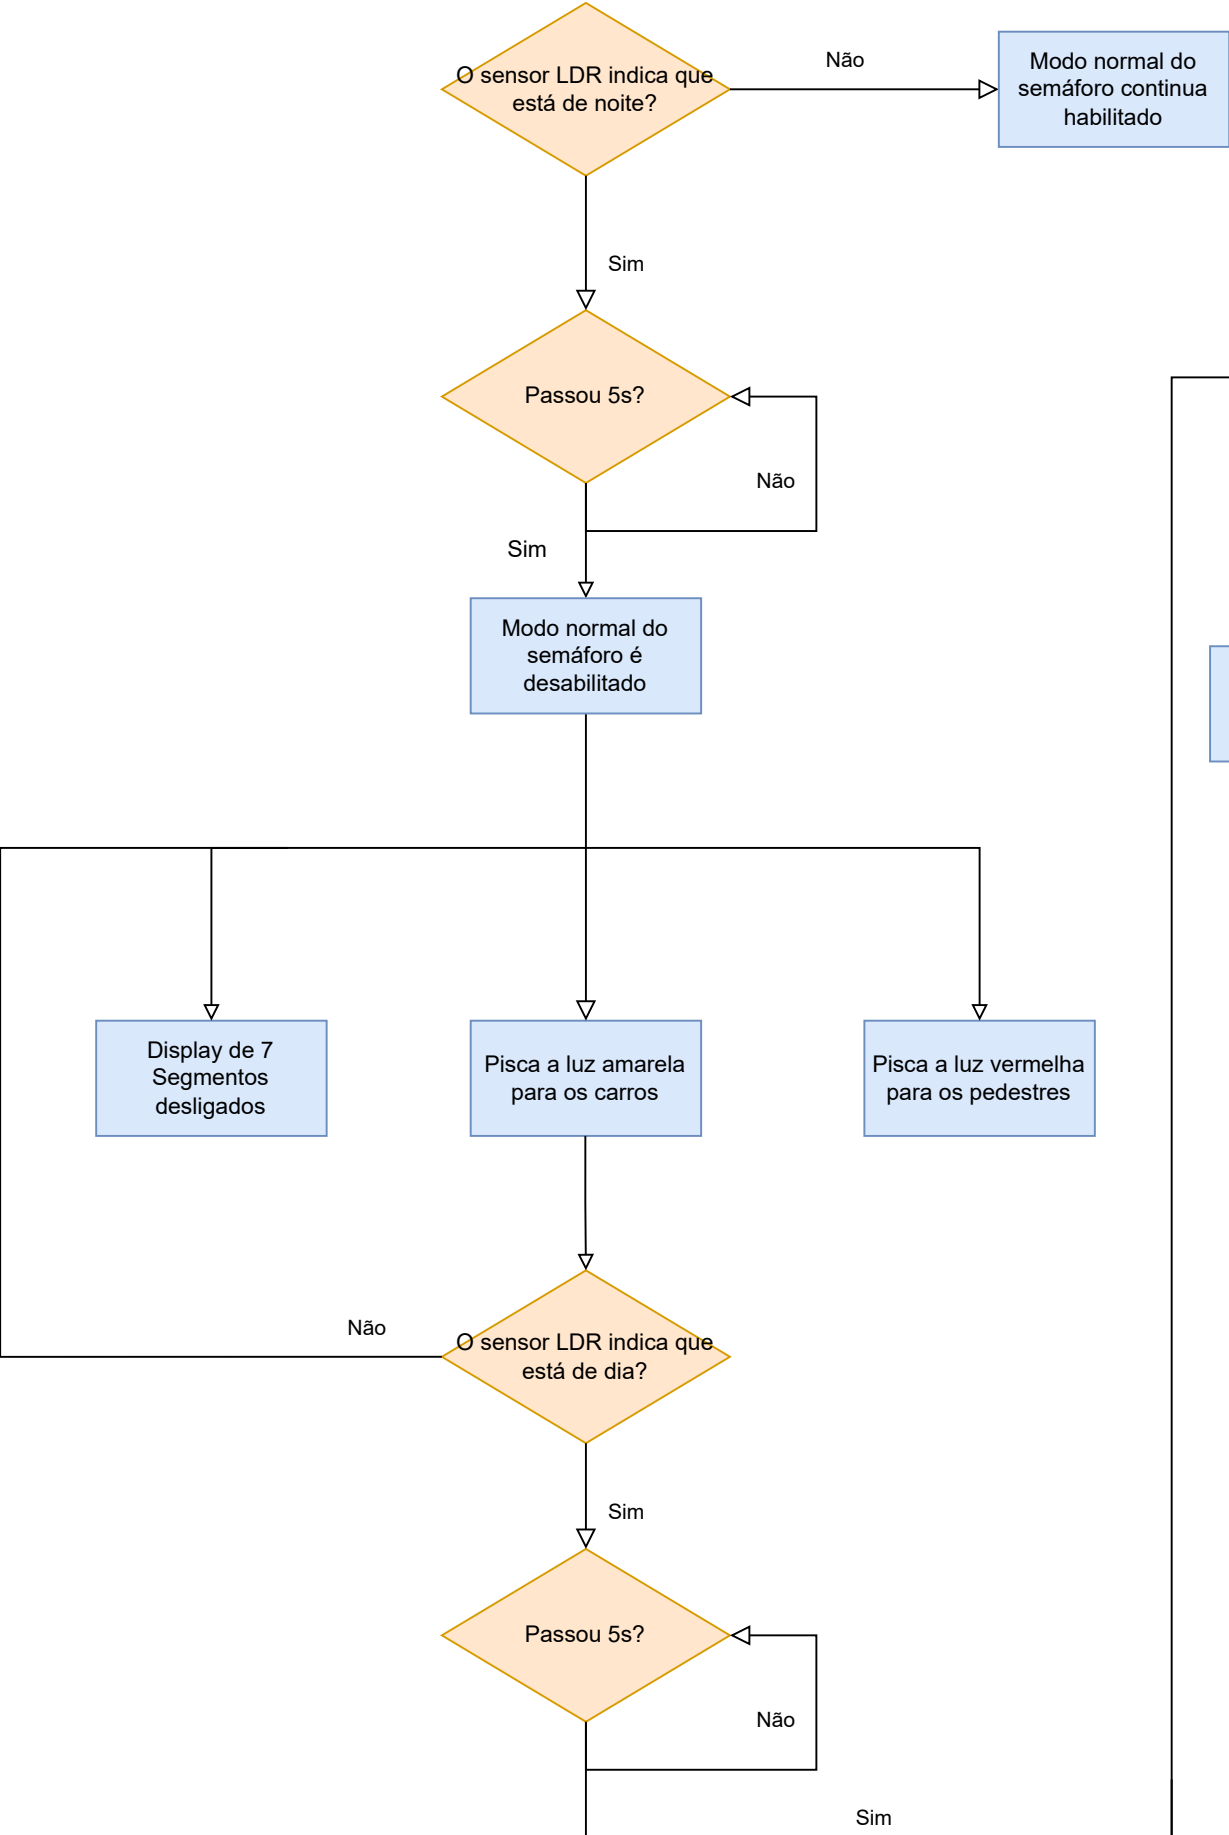 O sensor LDR indica que
está de noite?
Não
Modo normal do
semáforo continua
habilitado
Sim
Passou 5s?
Não
Sim
Modo normal do
semáforo é
desabilitado
Display de 7
Segmentos
desligados
Pisca a luz amarela
para os carros
Pisca a luz vermelha
para os pedestres
Não
O sensor LDR indica que
está de dia?
Sim
Passou 5s?
Não
Sim